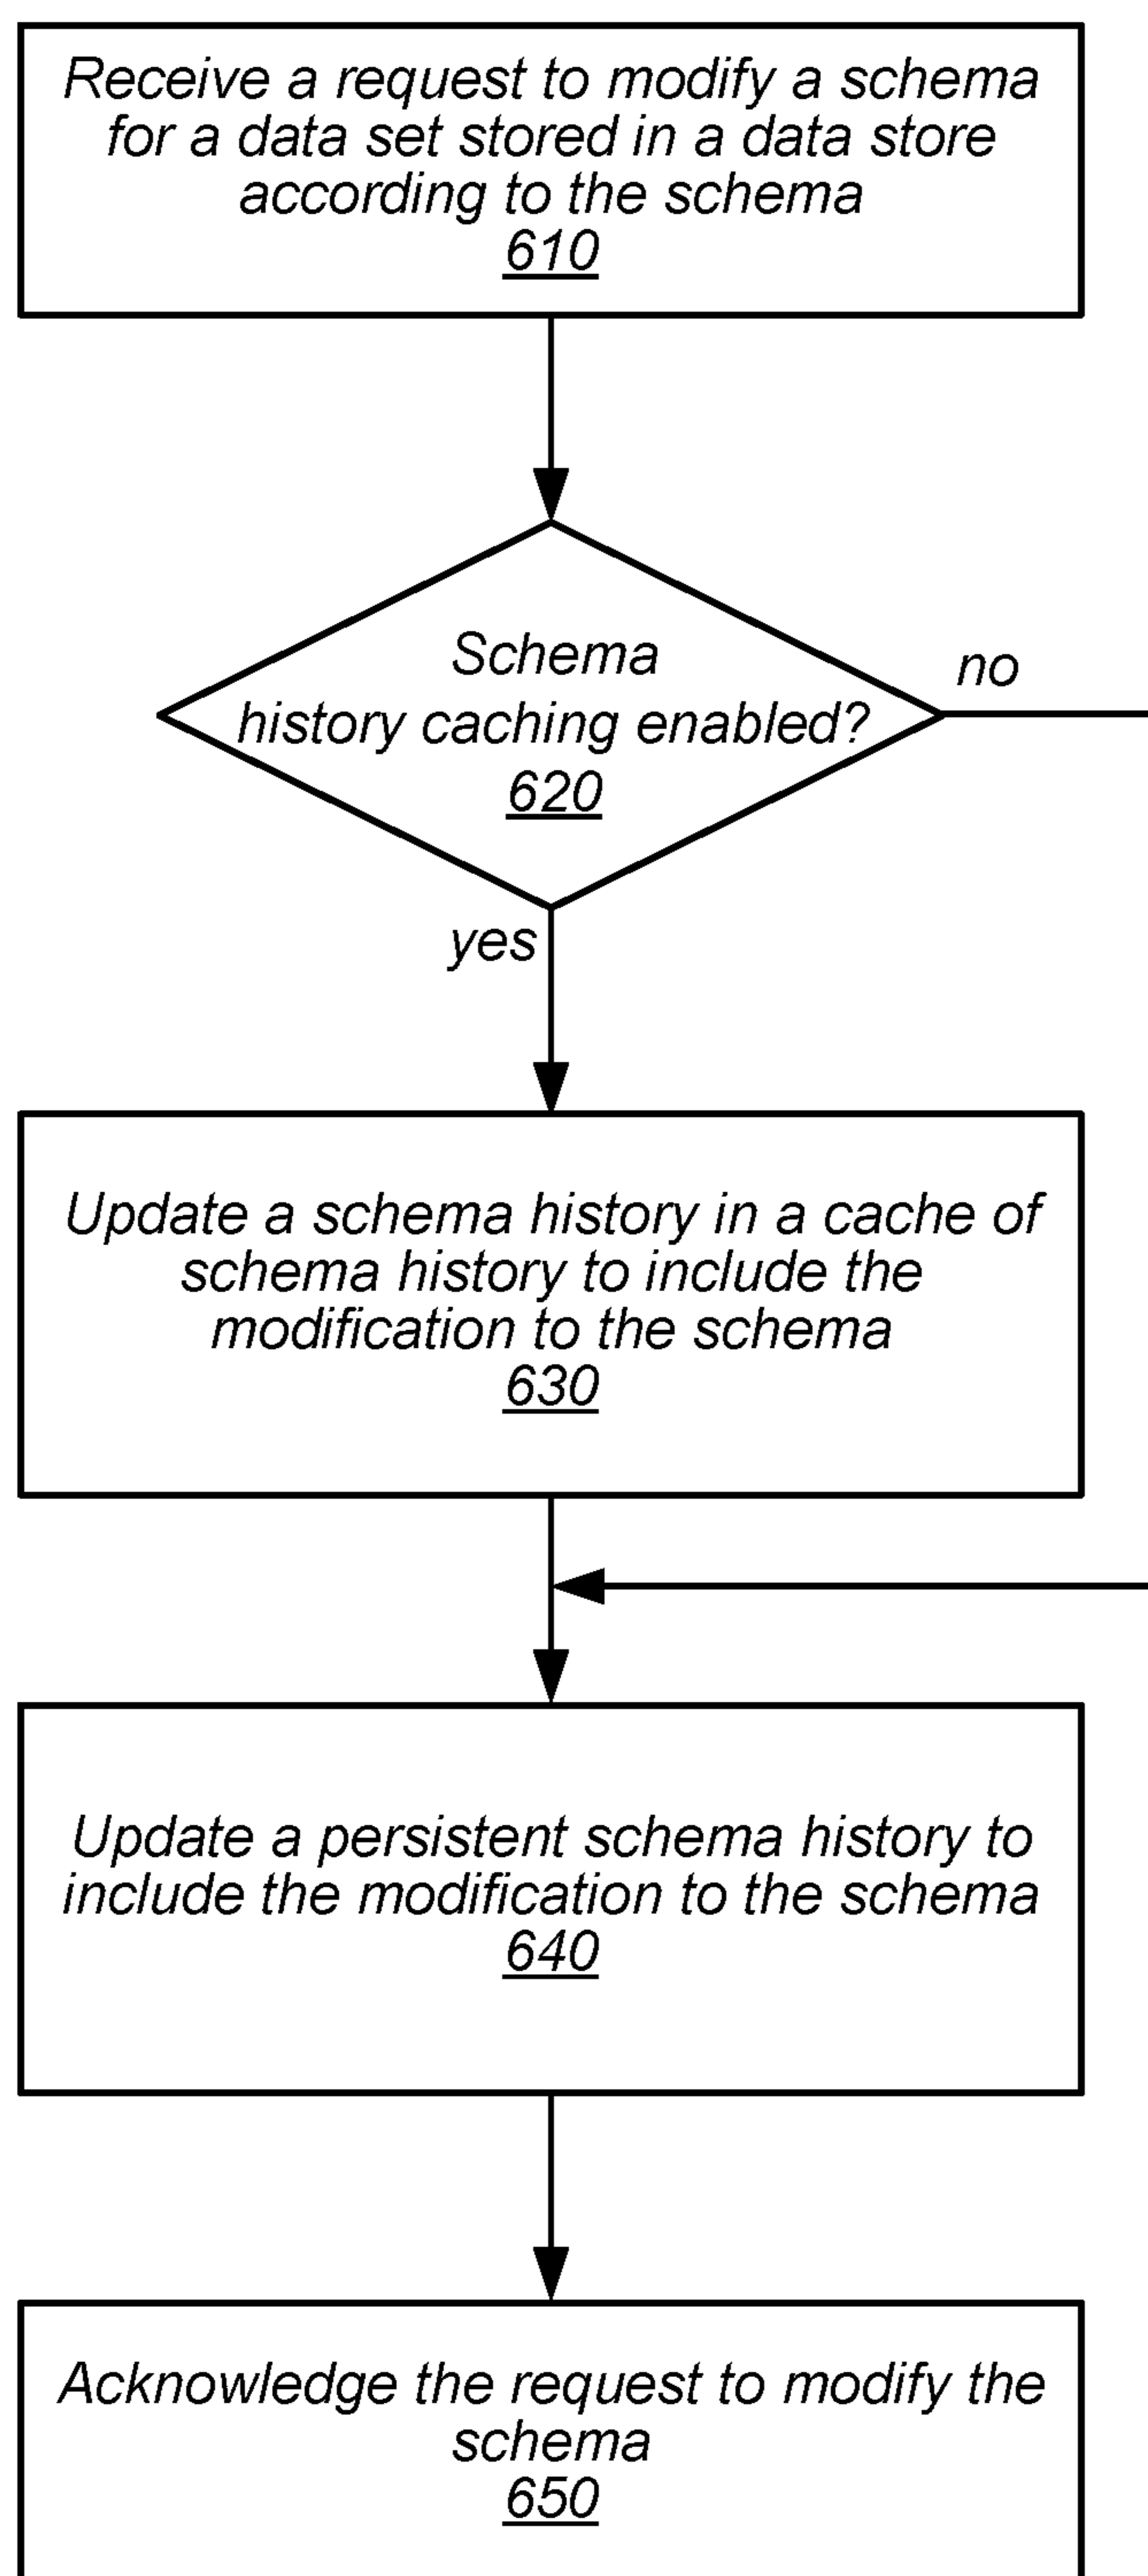 Receive a request to modify a schema
for a data set stored in a data store
according to the schema
610
Schema
history caching enabled?
620
no
yes
Update a schema history in a cache of
schema history to include the
modification to the schema
630
Update a persistent schema history to
include the modification to the schema
640
Acknowledge the request to modify the
schema
650